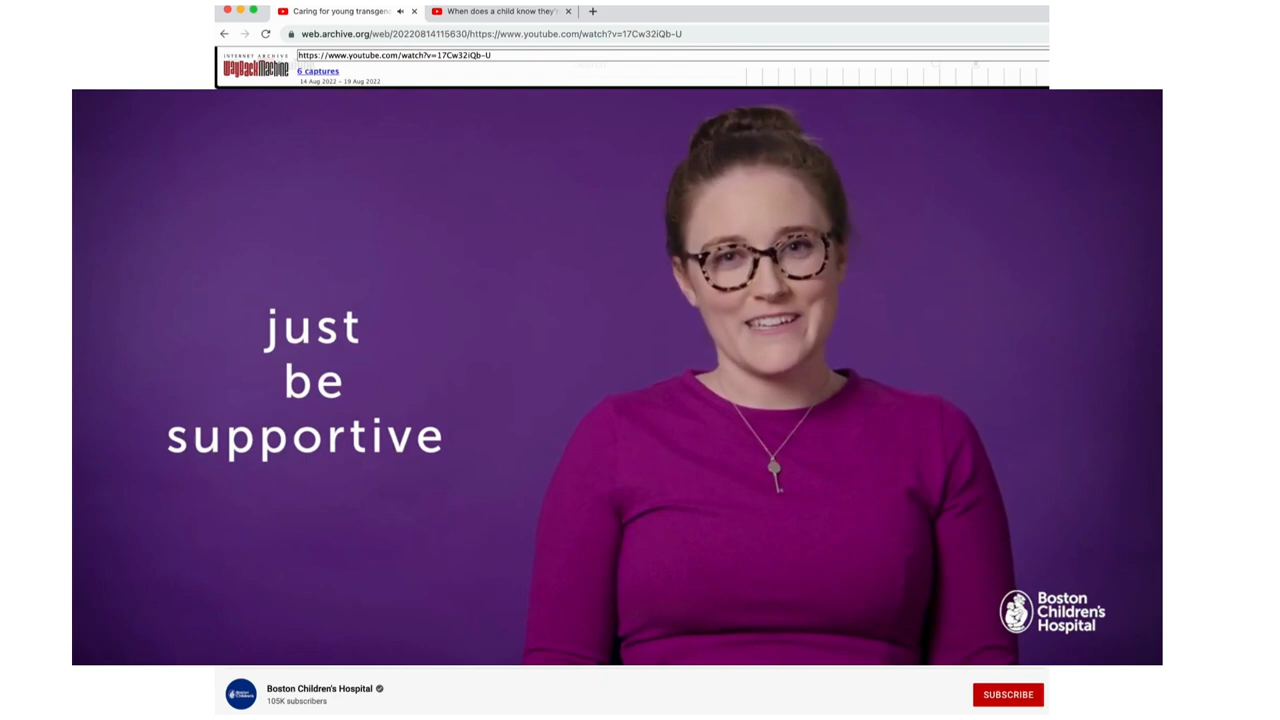 Caring for young transgend
When does a child know they'r
web.archive.org/web/20220814115630/https://www.youtube.com/watch?v=17Cw32iQb-U
INTERNET ARCHIVE
WayBackMachine
https://www.youtube.com/watch?v=17Cw32iQb-U
6 captures
14 Aug 2022 – 19 Aug 2022
just
be
supportive
Boston
Children's
Hospital
Boston Children's Hospital
105K subscribers
SUBSCRIBE